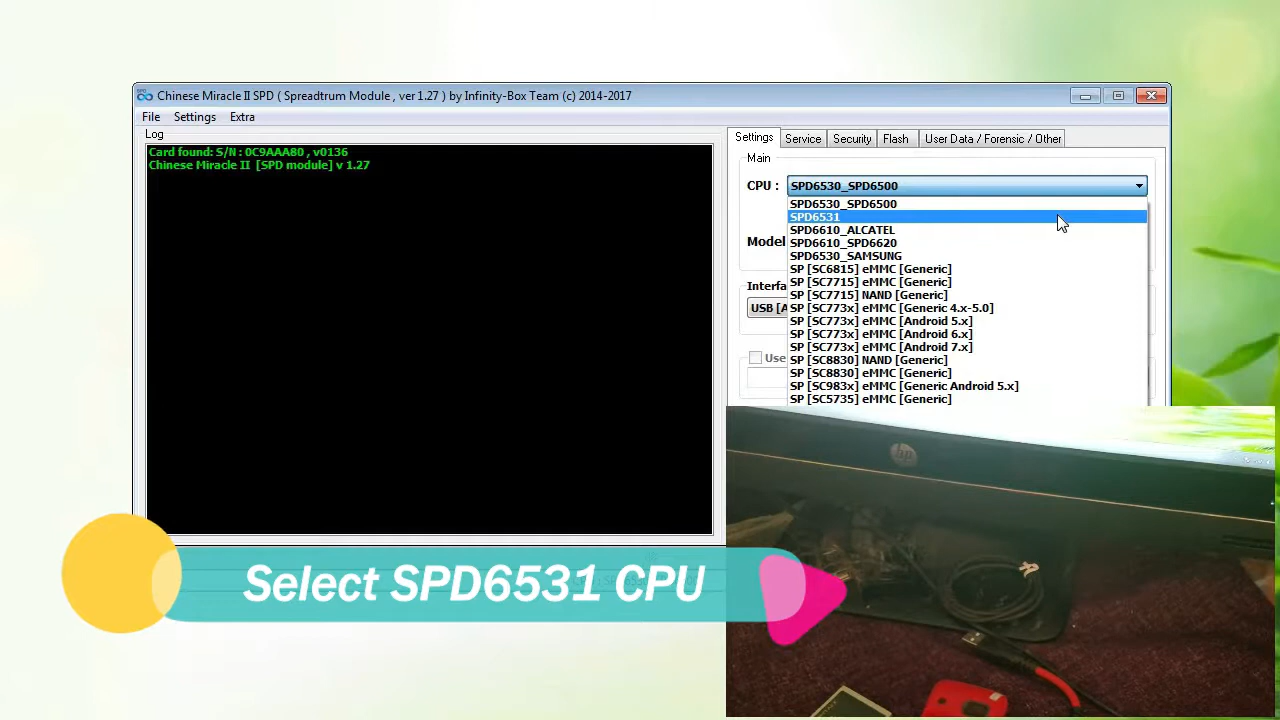 Chinese Miracle II SPD ( Spreadtrum Module , ver 1.27 ) by Infinity-Box Team (c) 2014-2017
File Settings Extra
Log
Card found: S/N : 0C9AAA80 , v0136
Chinese Miracle II [SPD module] v 1.27
Settings Service Security Flash User Data / Forensic / Other
Main
CPU : SPD6530_SPD6500
SPD6530_SPD6500
SPD6531
SPD6610_ALCATEL
SPD6610_SPD6620
SPD6530_SAMSUNG
SP [SC6815] eMMC [Generic]
SP [SC7715] eMMC [Generic]
SP [SC7715] NAND [Generic]
SP [SC773x] eMMC [Generic 4.x-5.0]
SP [SC773x] eMMC [Android 5.x]
SP [SC773x] eMMC [Android 6.x]
SP [SC773x] eMMC [Android 7.x]
SP [SC8830] NAND [Generic]
SP [SC8830] eMMC [Generic]
SP [SC983x] eMMC [Generic Android 5.x]
SP [SC5735] eMMC [Generic]
Model
Interfa
USB [A
Use
hp
Select SPD6531 CPU